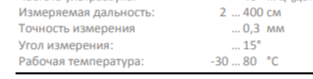 Измеряемая дальность: 2 ... 400 см
Точность измерения ... 0,3 мм
Угол измерения: ... 15°
Рабочая температура: -30 ... 80 °C